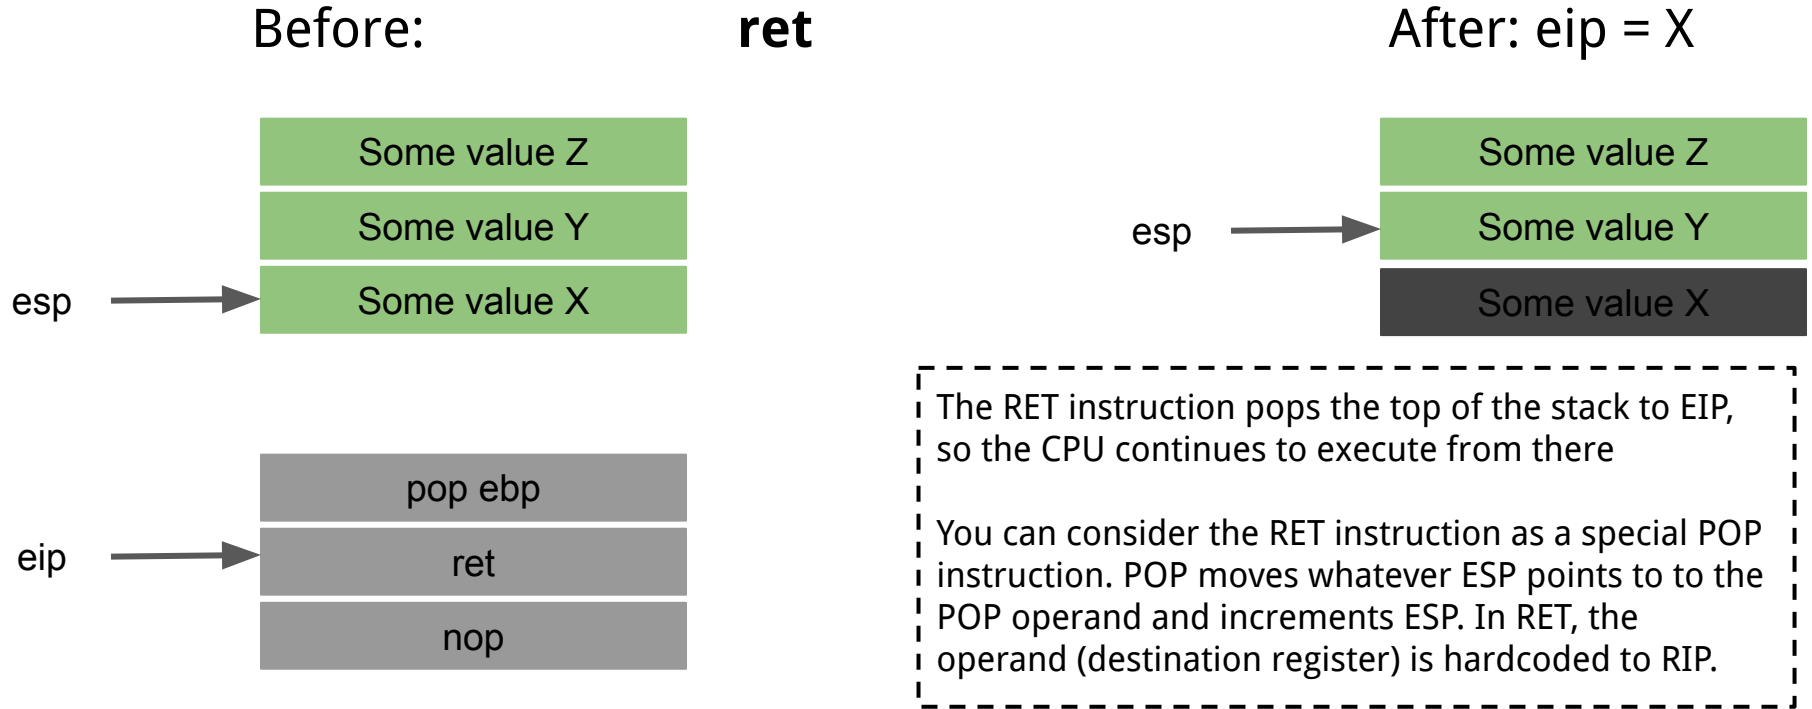 Before:
ret
After: eip = X
Some value Z
Some value Y
esp
Some value X
Some value Z
esp
Some value Y
Some value X
pop ebp
eip
ret
nop
The RET instruction pops the top of the stack to EIP,
so the CPU continues to execute from there
You can consider the RET instruction as a special POP
instruction. POP moves whatever ESP points to to the
POP operand and increments ESP. In RET, the
operand (destination register) is hardcoded to RIP.